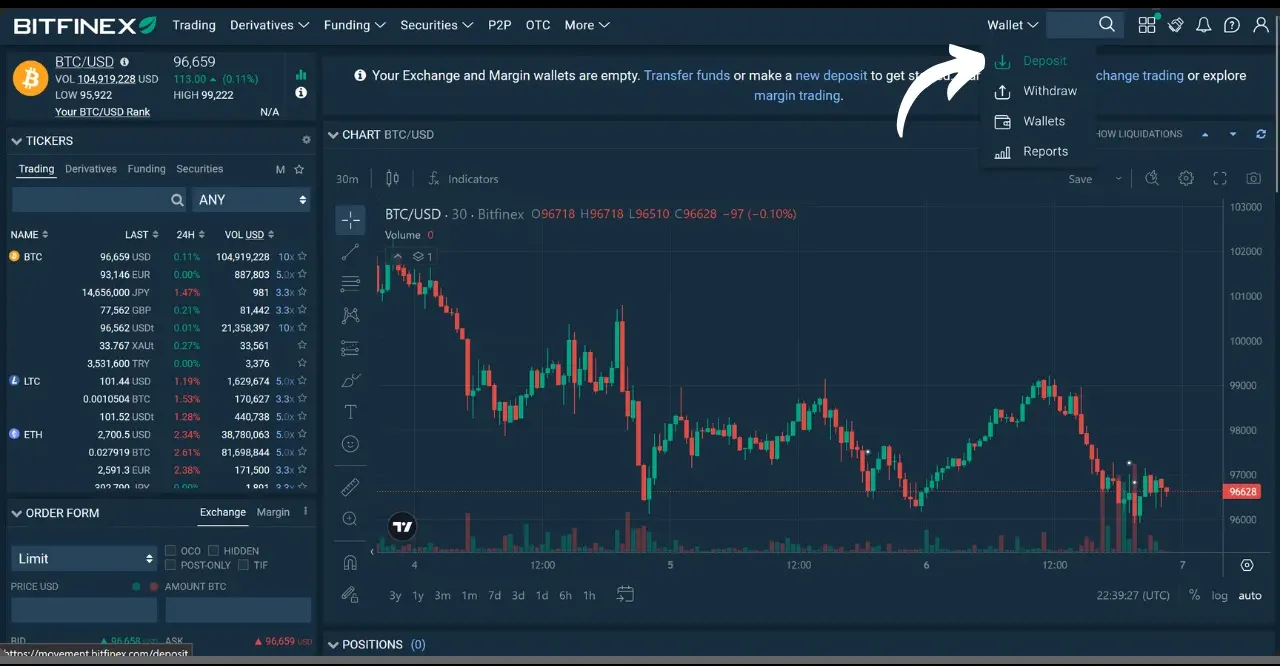 BITFINEX Trading Derivatives Funding Securities P2P OTC More Wallet
BTC/USD 96,659
VOL 104,919,228 USD 113.00 (0.11%)
LOW 95,922 HIGH 99,222
Your BTC/USD Rank N/A
Your Exchange and Margin wallets are empty. Transfer funds or make a new deposit to get change trading or explore
margin trading.
Deposit
Withdraw
Wallets
Reports
TICKERS
Trading Derivatives Funding Securities M
ANY
NAME LAST 24H VOL USD
BTC 96,659 USD 0.11% 104,919,228 10x
93,146 EUR 0.00% 887,803 5.0x
14,656,000 JPY 1.47% 981 3.3x
77,562 GBP 0.21% 81,442 3.3x
96,562 USDt 0.01% 21,358,397 10x
33.767 XAUt 0.27% 33,561
3,531,600 TRY 0.00% 3,376
LTC 101.44 USD 1.19% 1,629,674 5.0x
0.0010504 BTC 1.53% 170,627 3.3x
101.52 USDt 1.28% 440,738 5.0x
ETH 2,700.5 USD 2.34% 38,780,063 5.0x
0.027919 BTC 2.61% 81,698,844 5.0x
2,591.3 EUR 2.38% 171,500 3.3x
ORDER FORM Exchange Margin
Limit OCO HIDDEN
POST-ONLY TIF
PRICE USD AMOUNT BTC
BID 96,658 USD ASK 96,659 USD
https://movement.bitfinex.com/deposit
CHART BTC/USD HOW LIQUIDATIONS
30m Indicators Save
BTC/USD · 30 · Bitfinex O96718 H96718 L96510 C96628 −97 (−0.10%)
Volume 0
1
103000
102000
101000
100000
99000
98000
97000
96628
96000
4 12:00 5 12:00 6 12:00 7
3y 1y 3m 1m 7d 3d 1d 6h 1h 22:39:27 (UTC) % log auto
POSITIONS (0)